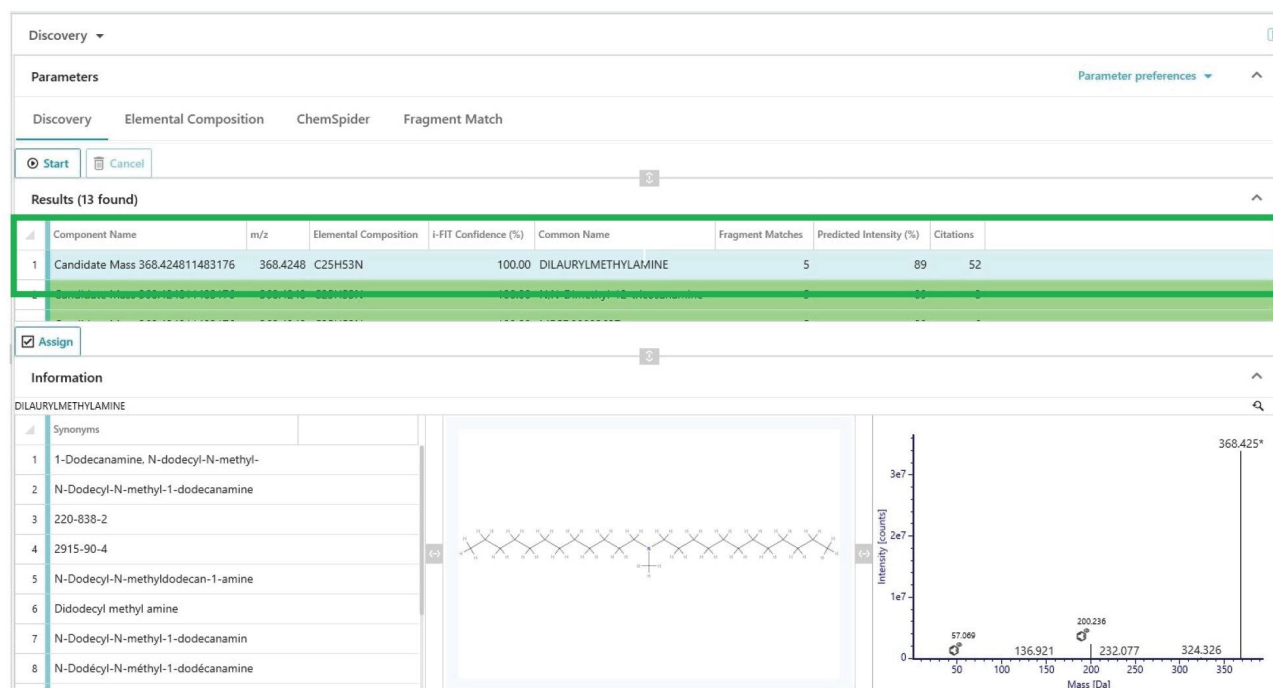 Discovery
Parameters
Parameter preferences
Discovery Elemental Composition ChemSpider Fragment Match
Start Cancel
Results (13 found)
Component Name m/z Elemental Composition i-FIT Confidence (%) Common Name Fragment Matches Predicted Intensity (%) Citations
1 Candidate Mass 368.424811483176 368.4248 C25H53N 100.00 DILAURYLMETHYLAMINE 5 89 52
Assign
Information
DILAURYLMETHYLAMINE
Synonyms
1 1-Dodecanamine, N-dodecyl-N-methyl-
2 N-Dodecyl-N-methyl-1-dodecanamine
3 220-838-2
4 2915-90-4
5 N-Dodecyl-N-methyldodecan-1-amine
6 Didodecyl methyl amine
7 N-Dodecyl-N-methyl-1-dodecanamin
8 N-Dodécyl-N-méthyl-1-dodécanamine
368.425*
3e7
2e7
1e7
0
Intensity [counts]
57.069 200.236
136.921 232.077 324.326
50 100 150 200 250 300 350
Mass [Da]